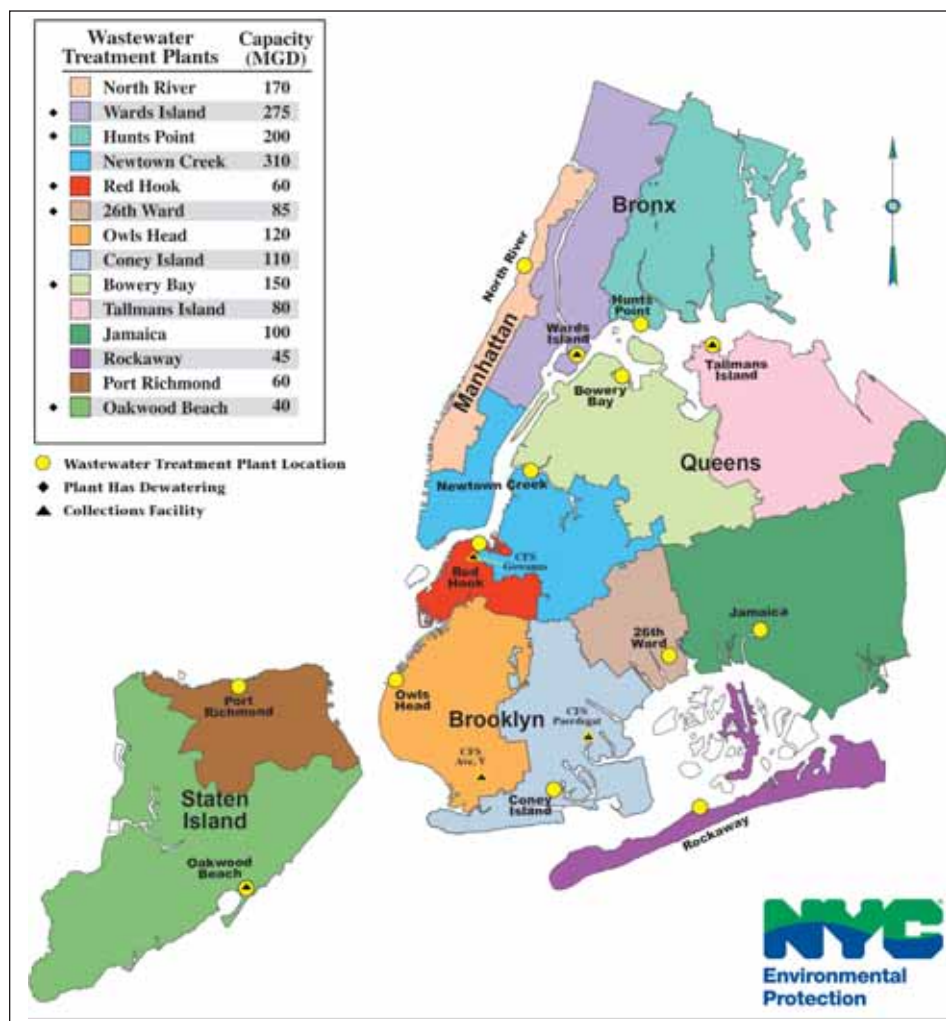 Wastewater Capacity
Treatment Plants (MGD)
North River 170
Wards Island 275
Hunts Point 200
Newtown Creek 310
Red Hook 60
26th Ward 85
Owls Head 120
Coney Island 110
Bowery Bay 150
Tallmans Island 80
Jamaica 100
Rockaway 45
Port Richmond 60
Oakwood Beach 40
Wastewater Treatment Plant Location
Plant Has Dewatering
Collections Facility
Bronx
North River
Manhattan
Hunts
Point
Wards
Island
Tallmans
Island
Bowery
Bay
Queens
Newtown Creek
CFS
Gowanus
Red
Hook
Jamaica
26th
Ward
Owls
Head
Brooklyn
CFS
Paerdegat
CFS
Ave. V
Coney
Island
Rockaway
Port
Richmond
Staten
Island
Oakwood
Beach
NYC
Environmental
Protection